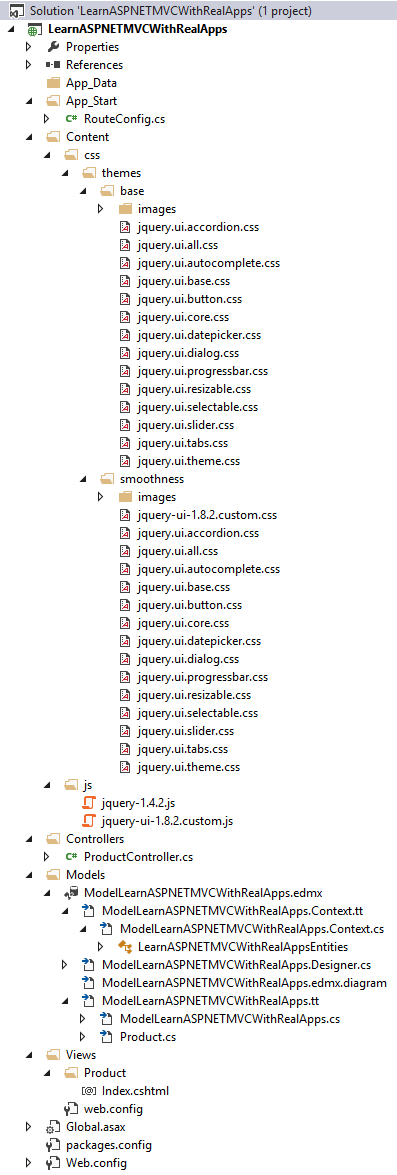 Solution 'LearnASPNETMVCWithRealApps' (1 project)
LearnASPNETMVCWithRealApps
Properties
References
App_Data
App_Start
C# RouteConfig.cs
Content
css
themes
base
images
jquery.ui.accordion.css
jquery.ui.all.css
jquery.ui.autocomplete.css
jquery.ui.base.css
jquery.ui.button.css
jquery.ui.core.css
jquery.ui.datepicker.css
jquery.ui.dialog.css
jquery.ui.progressbar.css
jquery.ui.resizable.css
jquery.ui.selectable.css
jquery.ui.slider.css
jquery.ui.tabs.css
jquery.ui.theme.css
smoothness
images
jquery-ui-1.8.2.custom.css
jquery.ui.accordion.css
jquery.ui.all.css
jquery.ui.autocomplete.css
jquery.ui.base.css
jquery.ui.button.css
jquery.ui.core.css
jquery.ui.datepicker.css
jquery.ui.dialog.css
jquery.ui.progressbar.css
jquery.ui.resizable.css
jquery.ui.selectable.css
jquery.ui.slider.css
jquery.ui.tabs.css
jquery.ui.theme.css
js
jquery-1.4.2.js
jquery-ui-1.8.2.custom.js
Controllers
C# ProductController.cs
Models
ModelLearnASPNETMVCWithRealApps.edmx
ModelLearnASPNETMVCWithRealApps.Context.tt
ModelLearnASPNETMVCWithRealApps.Context.cs
LearnASPNETMVCWithRealAppsEntities
ModelLearnASPNETMVCWithRealApps.Designer.cs
ModelLearnASPNETMVCWithRealApps.edmx.diagram
ModelLearnASPNETMVCWithRealApps.tt
ModelLearnASPNETMVCWithRealApps.cs
Product.cs
Views
Product
[@] Index.cshtml
web.config
Global.asax
packages.config
Web.config